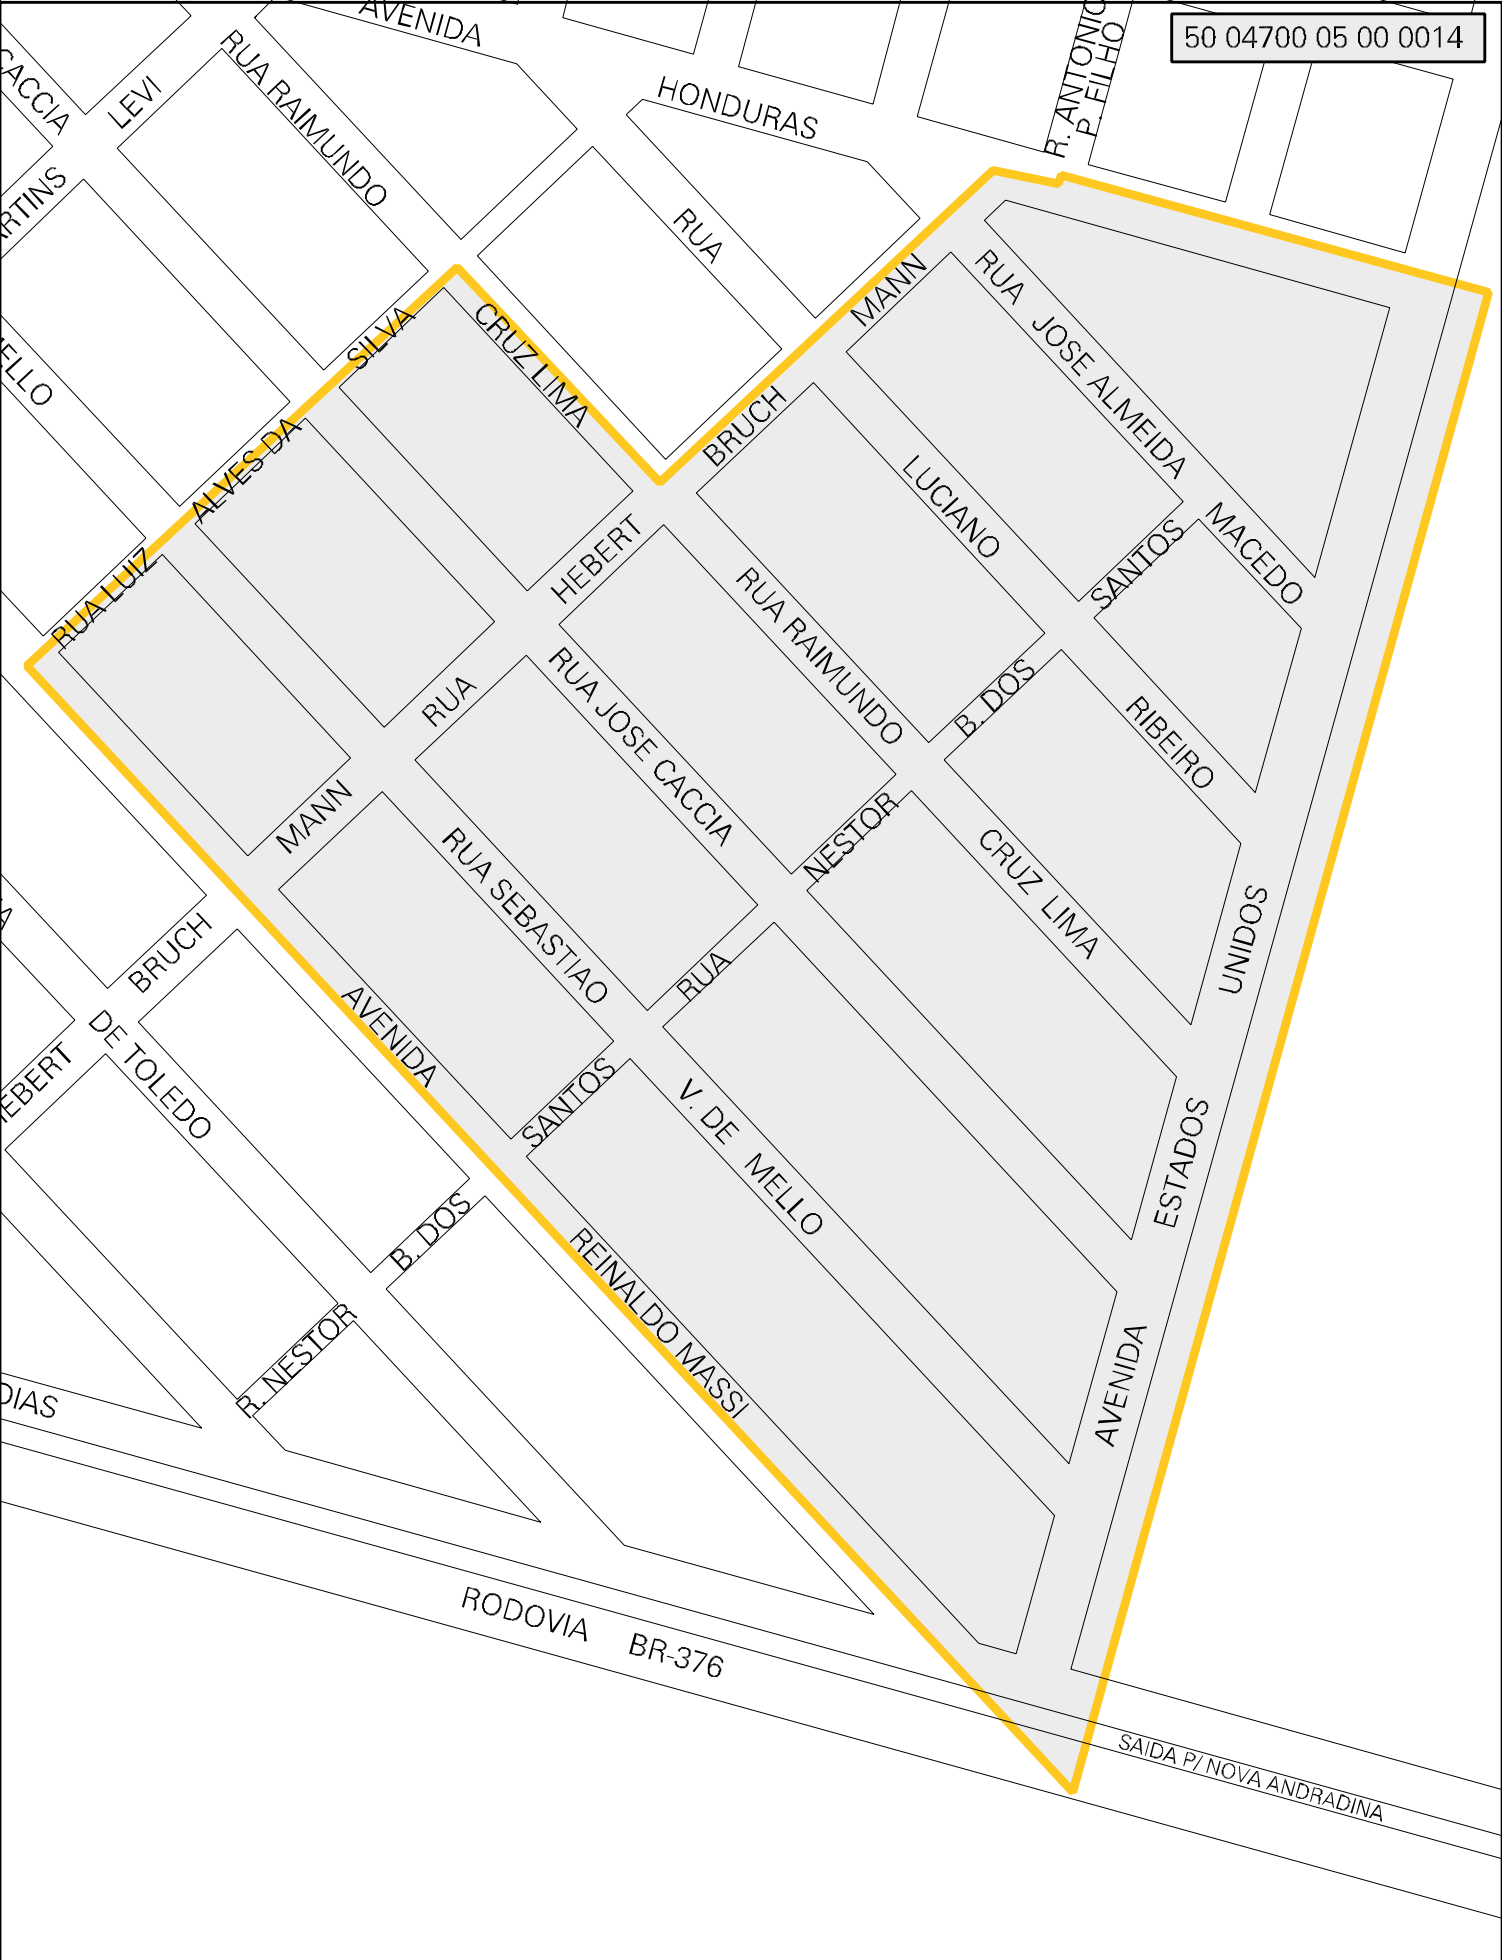 50 04700 05 00 0014
AVENIDA
HONDURAS
R. ANTONIO
P. FILHO
CACCIA
LEVI
RUA RAIMUNDO
RUA
RUA LUIZ
ALVES DA
SILVA
CRUZ LIMA
MANN
BRUCH
HEBERT
RUA
MANN
BRUCH
RUA JOSE ALMEIDA
MACEDO
LUCIANO
RIBEIRO
RUA RAIMUNDO
CRUZ LIMA
RUA JOSE CACCIA
RUA SEBASTIAO
V. DE MELLO
SANTOS
B. DOS
NESTOR
RUA
SANTOS
B. DOS
R. NESTOR
AVENIDA
REINALDO MASSI
DE TOLEDO
UNIDOS
ESTADOS
AVENIDA
DIAS
RODOVIA BR-376
SAIDA P/ NOVA ANDRADINA